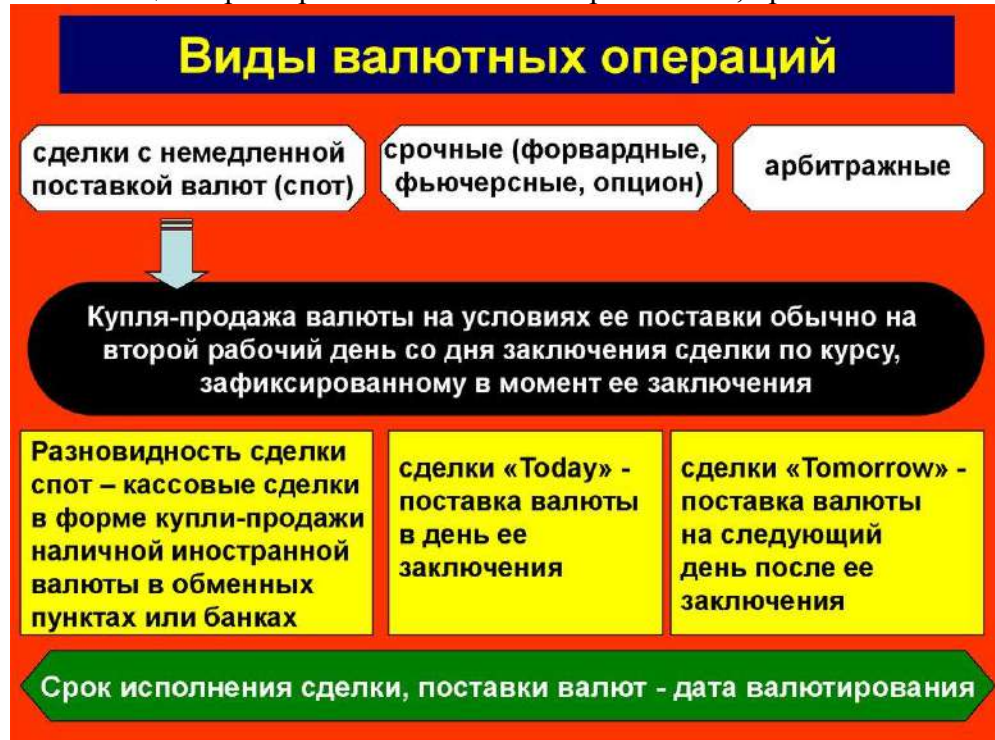 Виды валютных операций
сделки с немедленной
поставкой валют (спот)
срочные (форвардные,
фьючерсные, опцион)
арбитражные
Купля-продажа валюты на условиях ее поставки обычно на
второй рабочий день со дня заключения сделки по курсу,
зафиксированному в момент ее заключения
Разновидность сделки
спот – кассовые сделки
в форме купли-продажи
наличной иностранной
валюты в обменных
пунктах или банках
сделки «Today» -
поставка валюты
в день ее
заключения
сделки «Tomorrow» -
поставка валюты
на следующий
день после ее
заключения
Срок исполнения сделки, поставки валют - дата валютирования